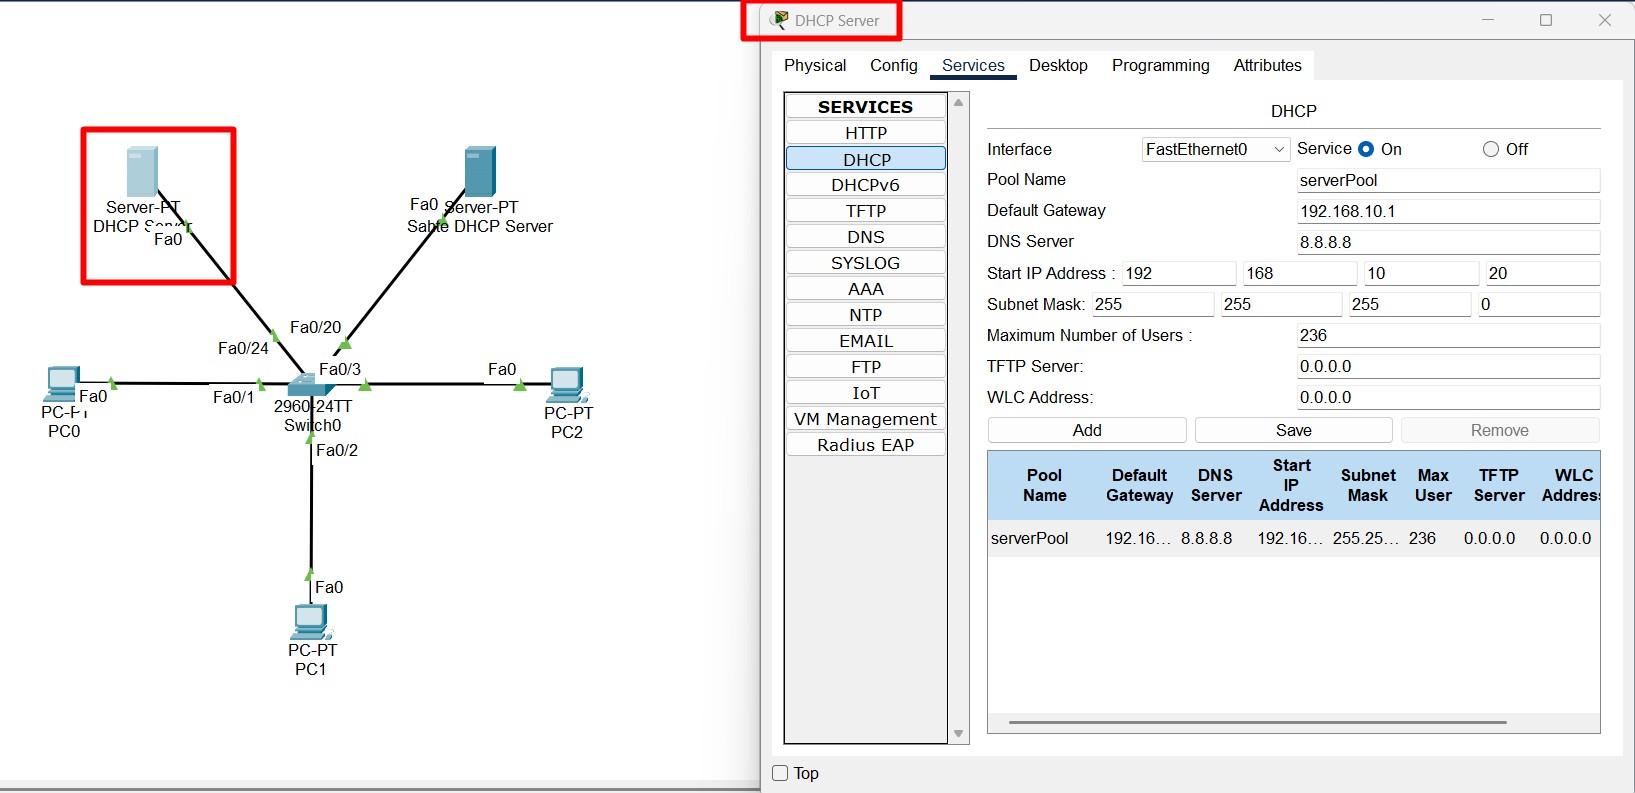 DHCP Server
Physical Config Services Desktop Programming Attributes
SERVICES
HTTP
DHCP
DHCPv6
TFTP
DNS
SYSLOG
AAA
NTP
EMAIL
FTP
IoT
VM Management
Radius EAP
DHCP
Interface FastEthernet0 Service On Off
Pool Name serverPool
Default Gateway 192.168.10.1
DNS Server 8.8.8.8
Start IP Address : 192 168 10 20
Subnet Mask: 255 255 255 0
Maximum Number of Users : 236
TFTP Server: 0.0.0.0
WLC Address: 0.0.0.0
Add Save Remove
Pool Name Default Gateway DNS Server Start IP Address Subnet Mask Max User TFTP Server WLC Address
serverPool 192.16... 8.8.8.8 192.16... 255.25... 236 0.0.0.0 0.0.0.0
Top
Server-PT
DHCP Server
Fa0
Fa0 Server-PT
Sahte DHCP Server
Fa0/20
Fa0/24
Fa0/3
Fa0
Fa0
Fa0/1
PC-PT
PC0
2960-24TT
Switch0
PC-PT
PC2
Fa0/2
Fa0
PC-PT
PC1